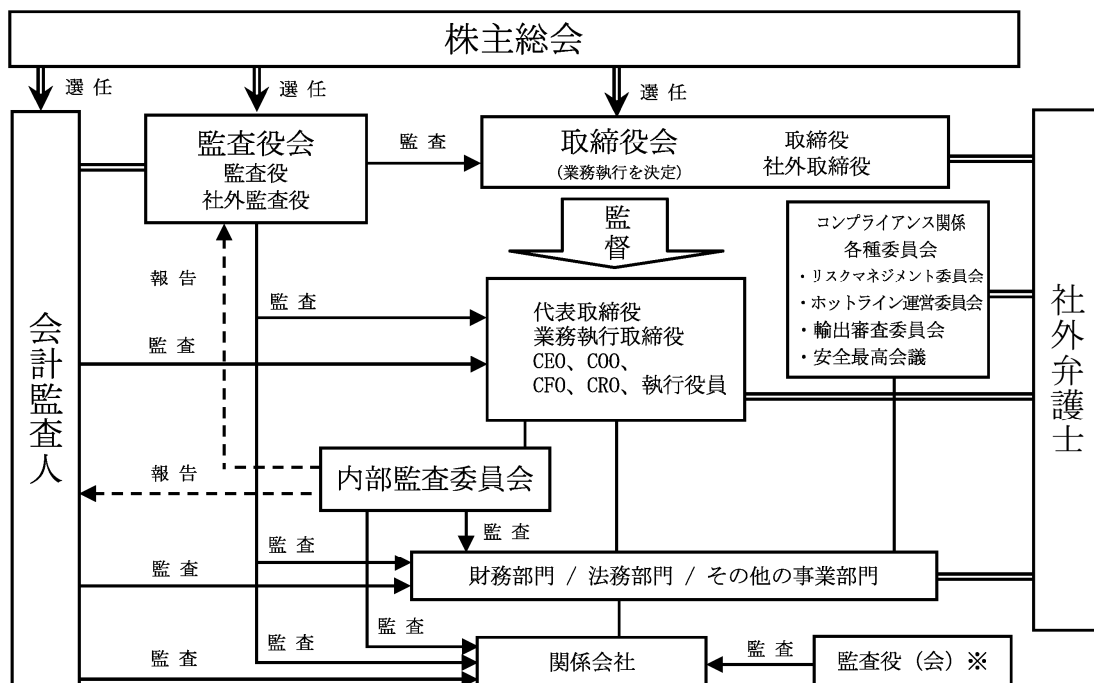 株主総会
選任
選任
選任
監査役会
監査役
社外監査役
監査
取締役会
(業務執行を決定)
取締役
社外取締役
監督
コンプライアンス関係
各種委員会
・リスクマネジメント委員会
・ホットライン運営委員会
・輸出審査委員会
・安全最高会議
報告
監査
代表取締役
業務執行取締役
CEO、COO、
CFO、CRO、執行役員
会計監査人
社外弁護士
監査
報告
内部監査委員会
監査
監査
監査
財務部門 / 法務部門 / その他の事業部門
監査
監査
監査
関係会社
監査
監査役(会)※